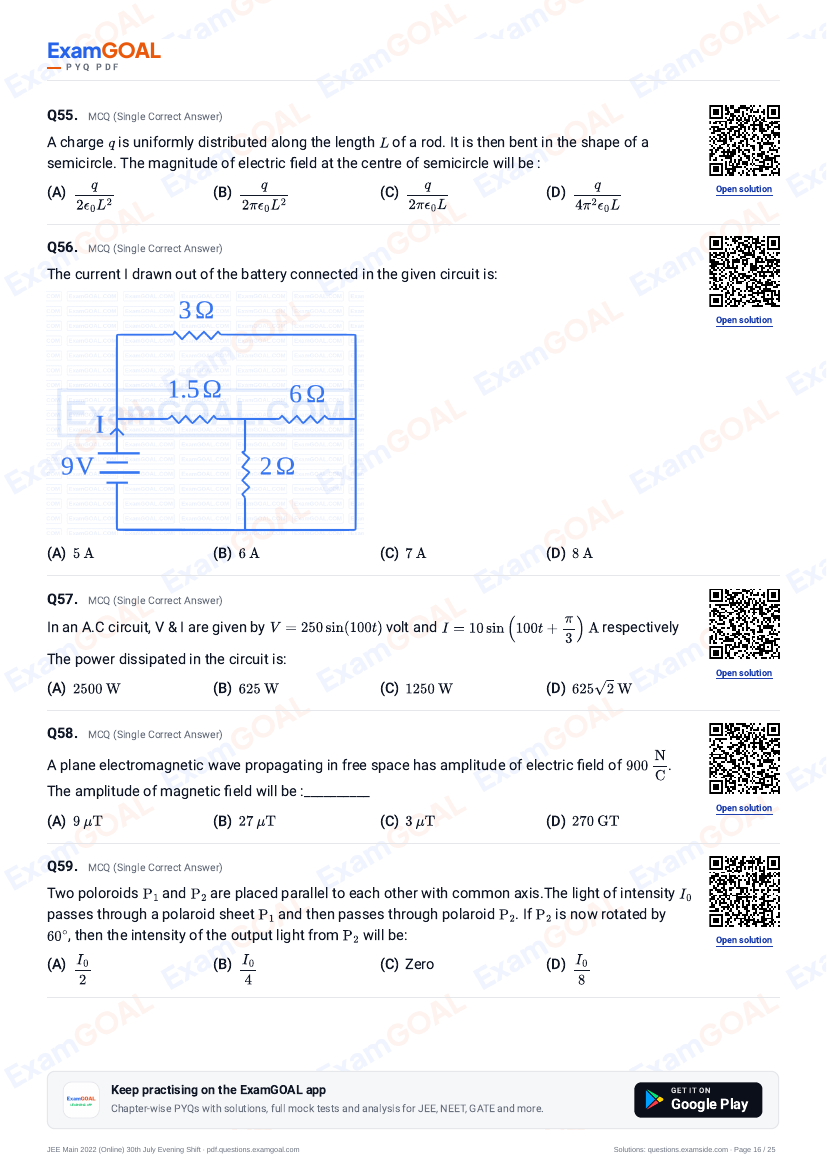 ExamGOAL
PYQ PDF
Q55. MCQ (Single Correct Answer)
A charge q is uniformly distributed along the length L of a rod. It is then bent in the shape of a
semicircle. The magnitude of electric field at the centre of semicircle will be :
(A) q/(2ϵ₀L²) (B) q/(2πϵ₀L²) (C) q/(2πϵ₀L) (D) q/(4π²ϵ₀L)
Open solution
Q56. MCQ (Single Correct Answer)
The current I drawn out of the battery connected in the given circuit is:
Open solution
3 Ω
1.5 Ω 6 Ω
I
9 V 2 Ω
ExamGOAL.COM
(A) 5 A (B) 6 A (C) 7 A (D) 8 A
Q57. MCQ (Single Correct Answer)
In an A.C circuit, V & I are given by V = 250 sin(100t) volt and I = 10 sin (100t + π/3) A respectively
The power dissipated in the circuit is:
Open solution
(A) 2500 W (B) 625 W (C) 1250 W (D) 625√2 W
Q58. MCQ (Single Correct Answer)
A plane electromagnetic wave propagating in free space has amplitude of electric field of 900 N/C.
The amplitude of magnetic field will be :__________
Open solution
(A) 9 μT (B) 27 μT (C) 3 μT (D) 270 GT
Q59. MCQ (Single Correct Answer)
Two poloroids P₁ and P₂ are placed parallel to each other with common axis.The light of intensity I₀
passes through a polaroid sheet P₁ and then passes through polaroid P₂. If P₂ is now rotated by
60°, then the intensity of the output light from P₂ will be:
Open solution
(A) I₀/2 (B) I₀/4 (C) Zero (D) I₀/8
ExamGOAL
Keep practising on the ExamGOAL app
Chapter-wise PYQs with solutions, full mock tests and analysis for JEE, NEET, GATE and more.
GET IT ON
Google Play
JEE Main 2022 (Online) 30th July Evening Shift · pdf.questions.examgoal.com Solutions: questions.examside.com · Page 16 / 25